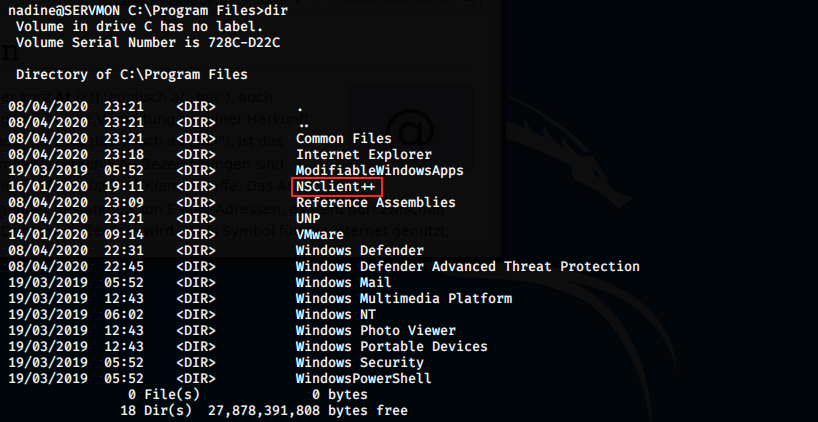 nadine@SERVMON C:\Program Files>dir
 Volume in drive C has no label.
 Volume Serial Number is 728C-D22C

 Directory of C:\Program Files

08/04/2020  23:21    <DIR>          .
08/04/2020  23:21    <DIR>          ..
08/04/2020  23:21    <DIR>          Common Files
08/04/2020  23:18    <DIR>          Internet Explorer
19/03/2019  05:52    <DIR>          ModifiableWindowsApps
16/01/2020  19:11    <DIR>          NSClient++
08/04/2020  23:09    <DIR>          Reference Assemblies
08/04/2020  23:21    <DIR>          UNP
14/01/2020  09:14    <DIR>          VMware
08/04/2020  22:31    <DIR>          Windows Defender
08/04/2020  22:45    <DIR>          Windows Defender Advanced Threat Protection
19/03/2019  05:52    <DIR>          Windows Mail
19/03/2019  12:43    <DIR>          Windows Multimedia Platform
19/03/2019  06:02    <DIR>          Windows NT
19/03/2019  12:43    <DIR>          Windows Photo Viewer
19/03/2019  12:43    <DIR>          Windows Portable Devices
19/03/2019  05:52    <DIR>          Windows Security
19/03/2019  05:52    <DIR>          WindowsPowerShell
               0 File(s)              0 bytes
              18 Dir(s)  27,878,391,808 bytes free